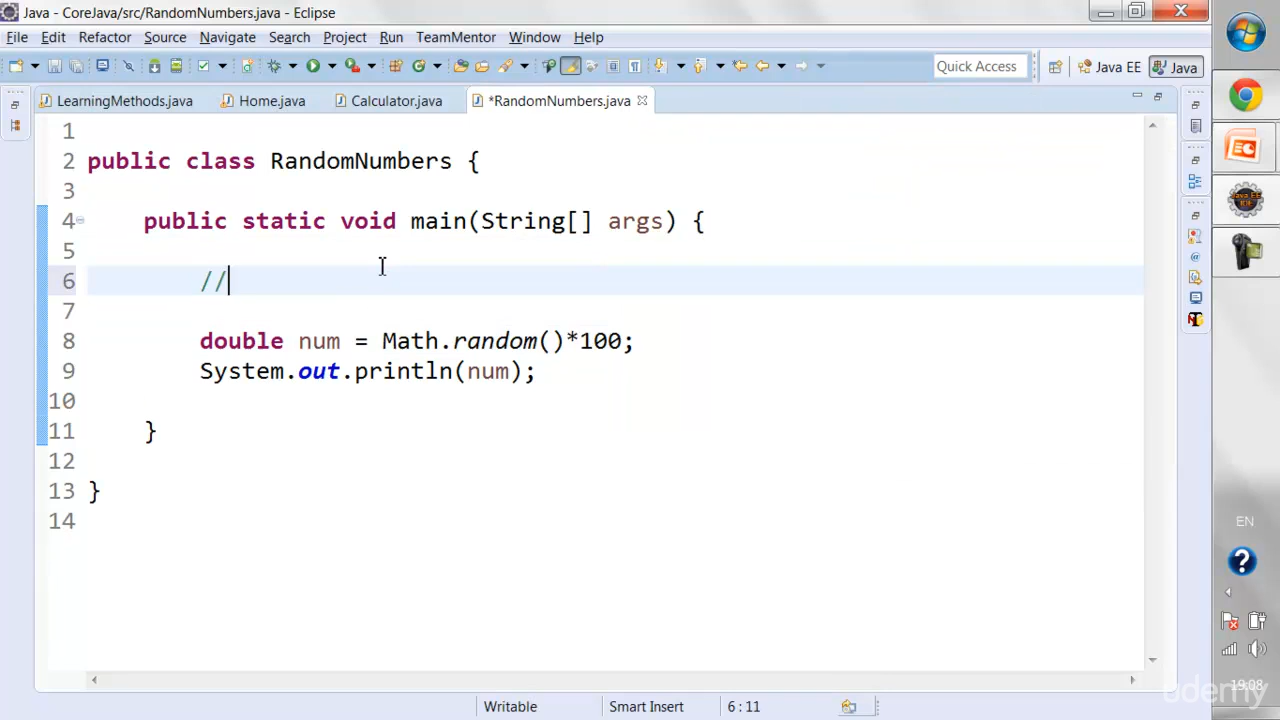 Java - CoreJava/src/RandomNumbers.java - Eclipse
File Edit Refactor Source Navigate Search Project Run TeamMentor Window Help
Quick Access Java EE Java
LearningMethods.java Home.java Calculator.java *RandomNumbers.java
1
2 public class RandomNumbers {
3
4 public static void main(String[] args) {
5
6 //
7
8 double num = Math.random()*100;
9 System.out.println(num);
10
11 }
12
13 }
14
EN
19:08
udemy
Writable Smart Insert 6 : 11